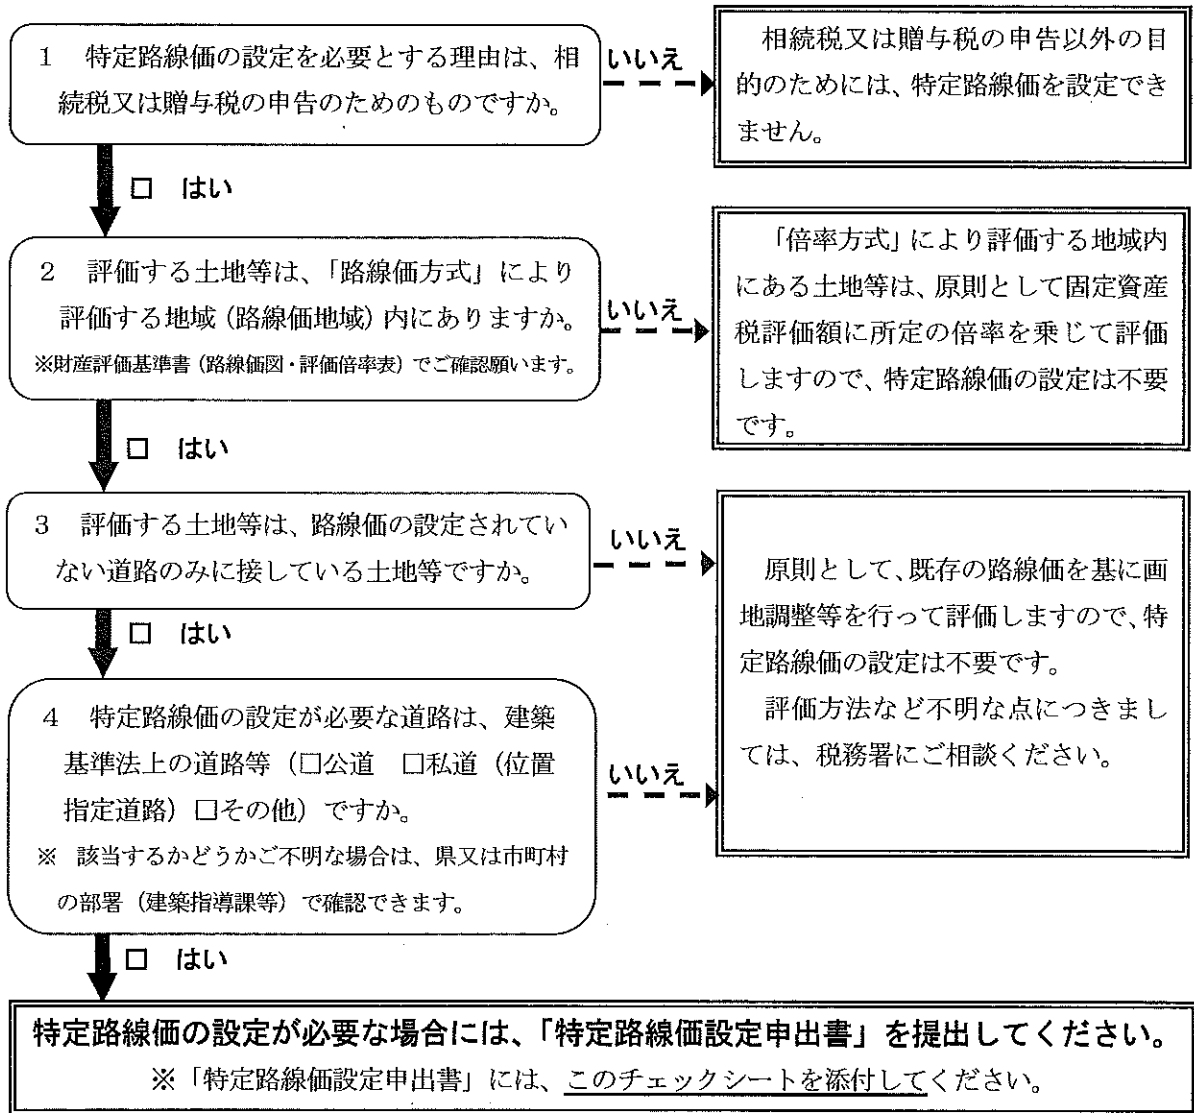 1　特定路線価の設定を必要とする理由は、相
続税又は贈与税の申告のためのものですか。
いいえ
相続税又は贈与税の申告以外の目
的のためには、特定路線価を設定でき
ません。
□　はい
2　評価する土地等は、「路線価方式」により
評価する地域（路線価地域）内にありますか。
※財産評価基準書（路線価図・評価倍率表）でご確認願います。
いいえ
「倍率方式」により評価する地域内
にある土地等は、原則として固定資産
税評価額に所定の倍率を乗じて評価
しますので、特定路線価の設定は不要
です。
□　はい
3　評価する土地等は、路線価の設定されてい
ない道路のみに接している土地等ですか。
いいえ
□　はい
4　特定路線価の設定が必要な道路は、建築
基準法上の道路等（□公道　□私道（位置
指定道路）□その他）ですか。
※　該当するかどうかご不明な場合は、県又は市町村
の部署（建築指導課等）で確認できます。
いいえ
原則として、既存の路線価を基に画
地調整等を行って評価しますので、特
定路線価の設定は不要です。
評価方法など不明な点につきまし
ては、税務署にご相談ください。
□　はい
特定路線価の設定が必要な場合には、「特定路線価設定申出書」を提出してください。
※「特定路線価設定申出書」には、このチェックシートを添付してください。